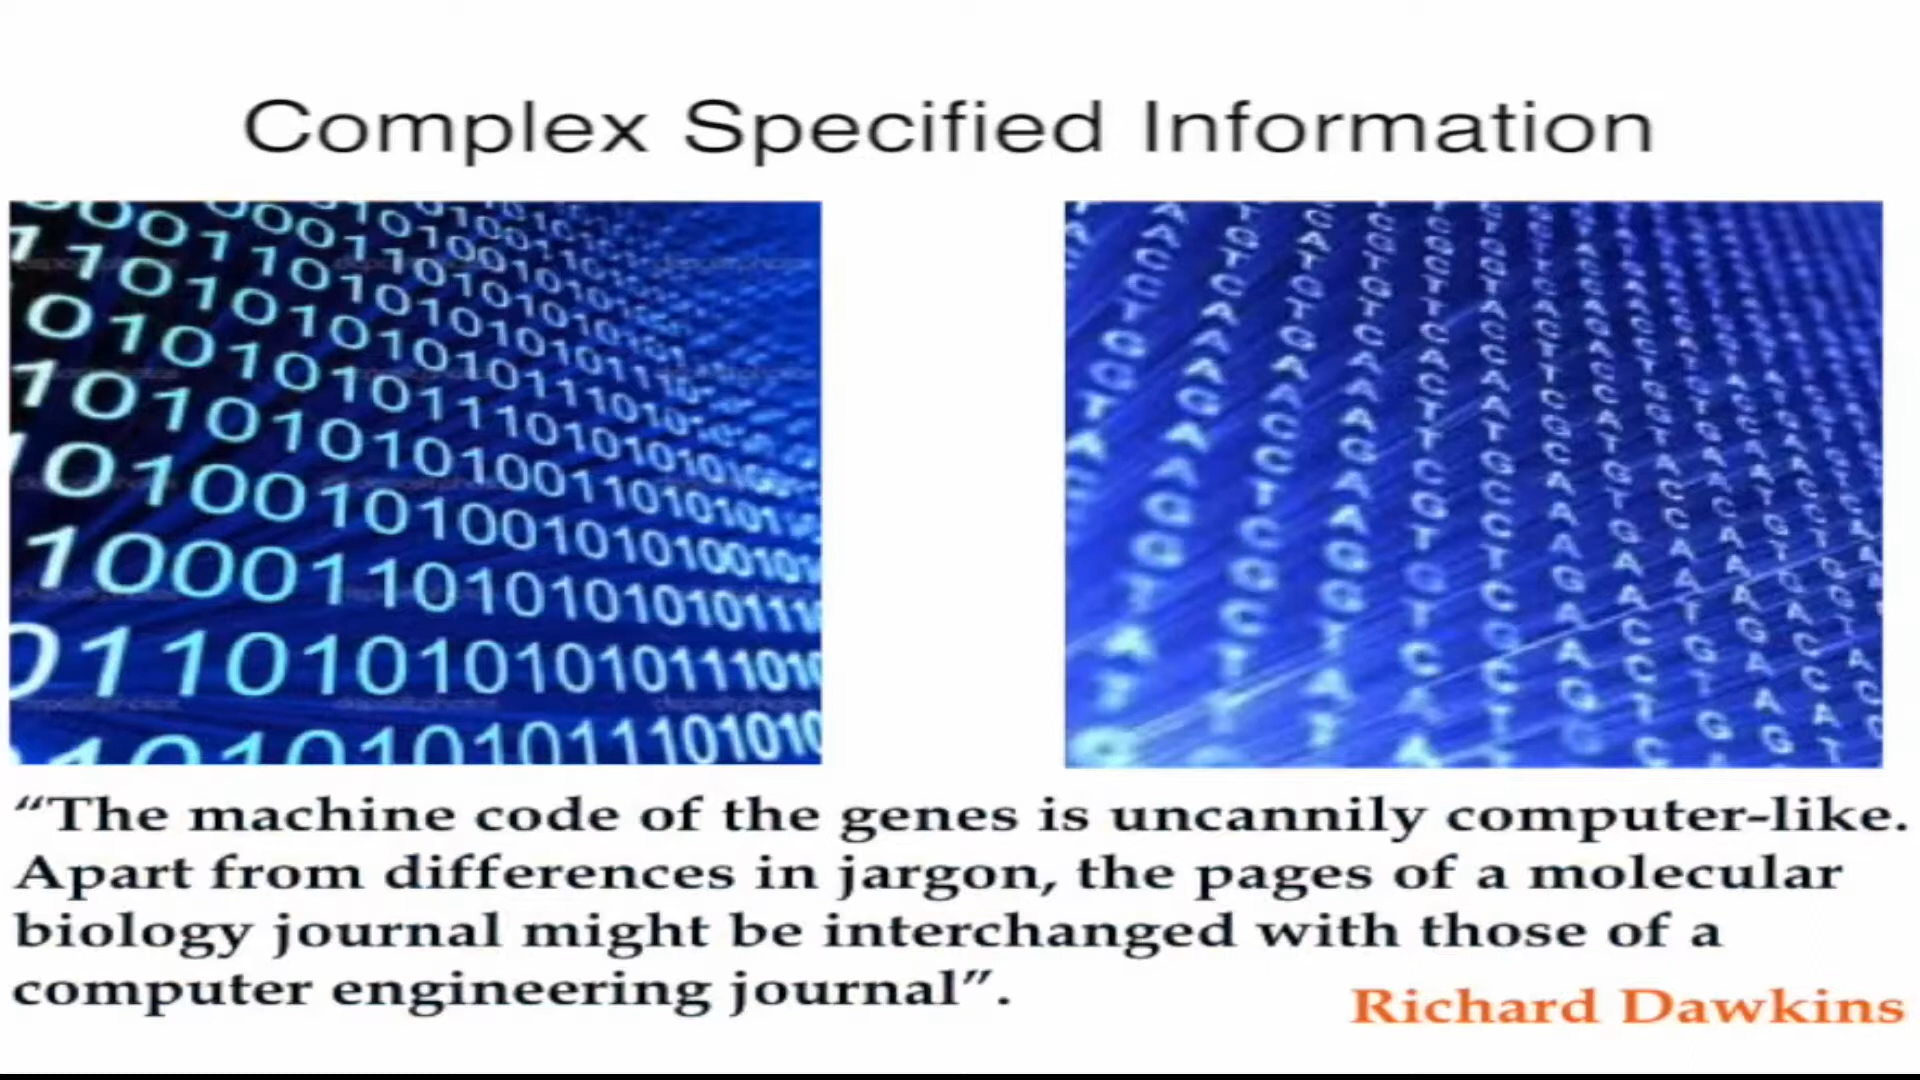 Complex Specified Information
“The machine code of the genes is uncannily computer-like.
Apart from differences in jargon, the pages of a molecular
biology journal might be interchanged with those of a
computer engineering journal”.
Richard Dawkins